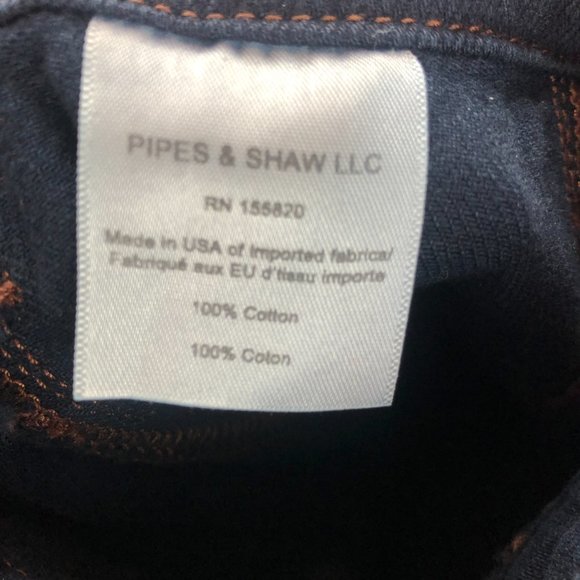 PIPES & SHAW LLC
RN 155820
Made in USA of imported fabrics/
Fabriqué aux EU d'tissu importe
100% Cotton
100% Coton